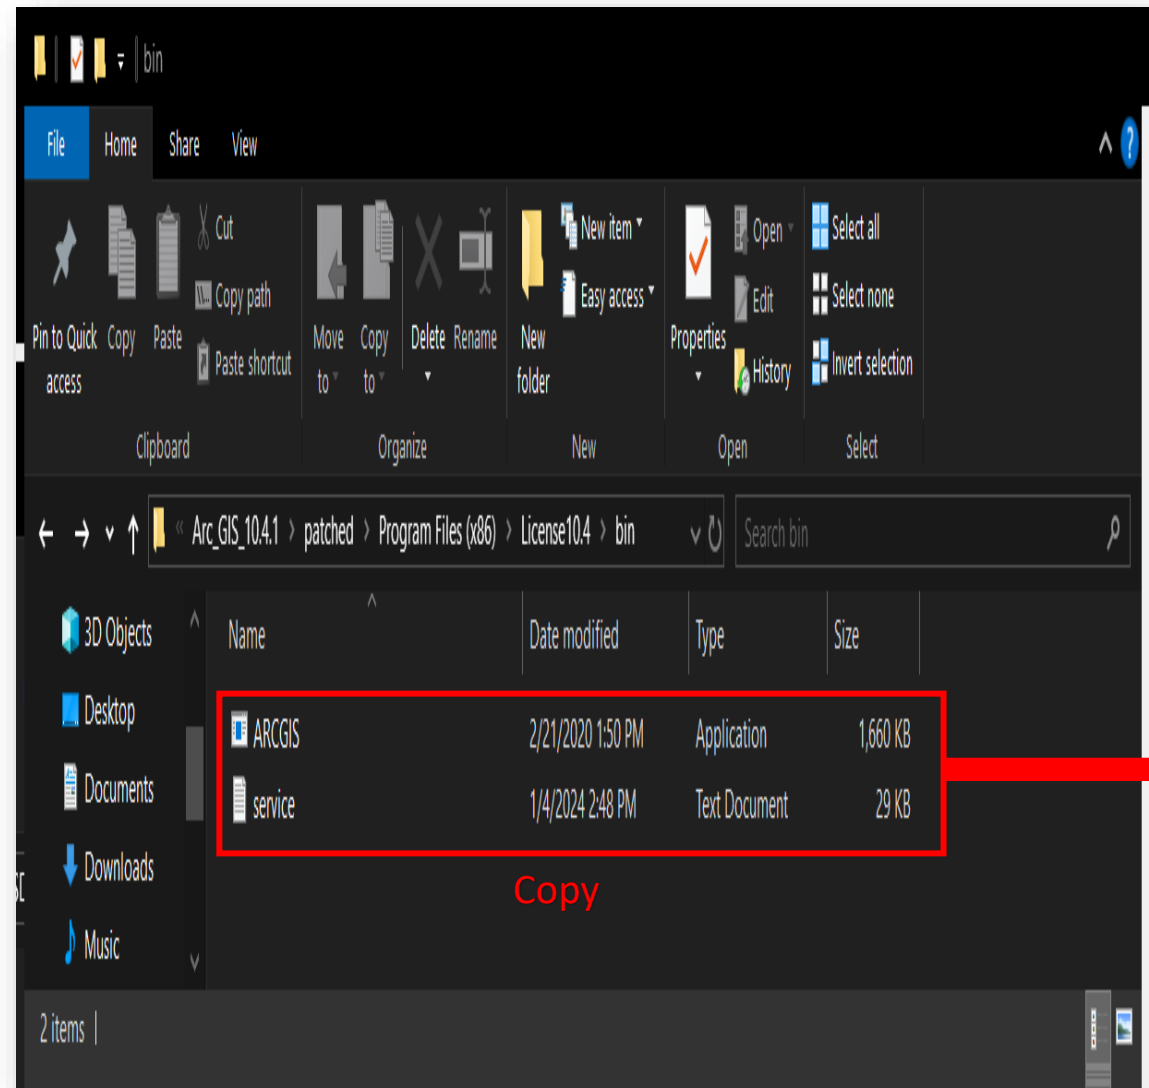 bin
File Home Share View
Pin to Quick access
Copy
Paste
Cut
Copy path
Paste shortcut
Move to
Copy to
Delete
Rename
New folder
New item
Easy access
Properties
Open
Edit
History
Select all
Select none
Invert selection
Clipboard Organize New Open Select
« Arc_GIS_10.4.1 > patched > Program Files (x86) > License10.4 > bin
Search bin
3D Objects
Desktop
Documents
Downloads
Music
Name Date modified Type Size
ARCGIS 2/21/2020 1:50 PM Application 1,660 KB
service 1/4/2024 2:48 PM Text Document 29 KB
Copy
2 items